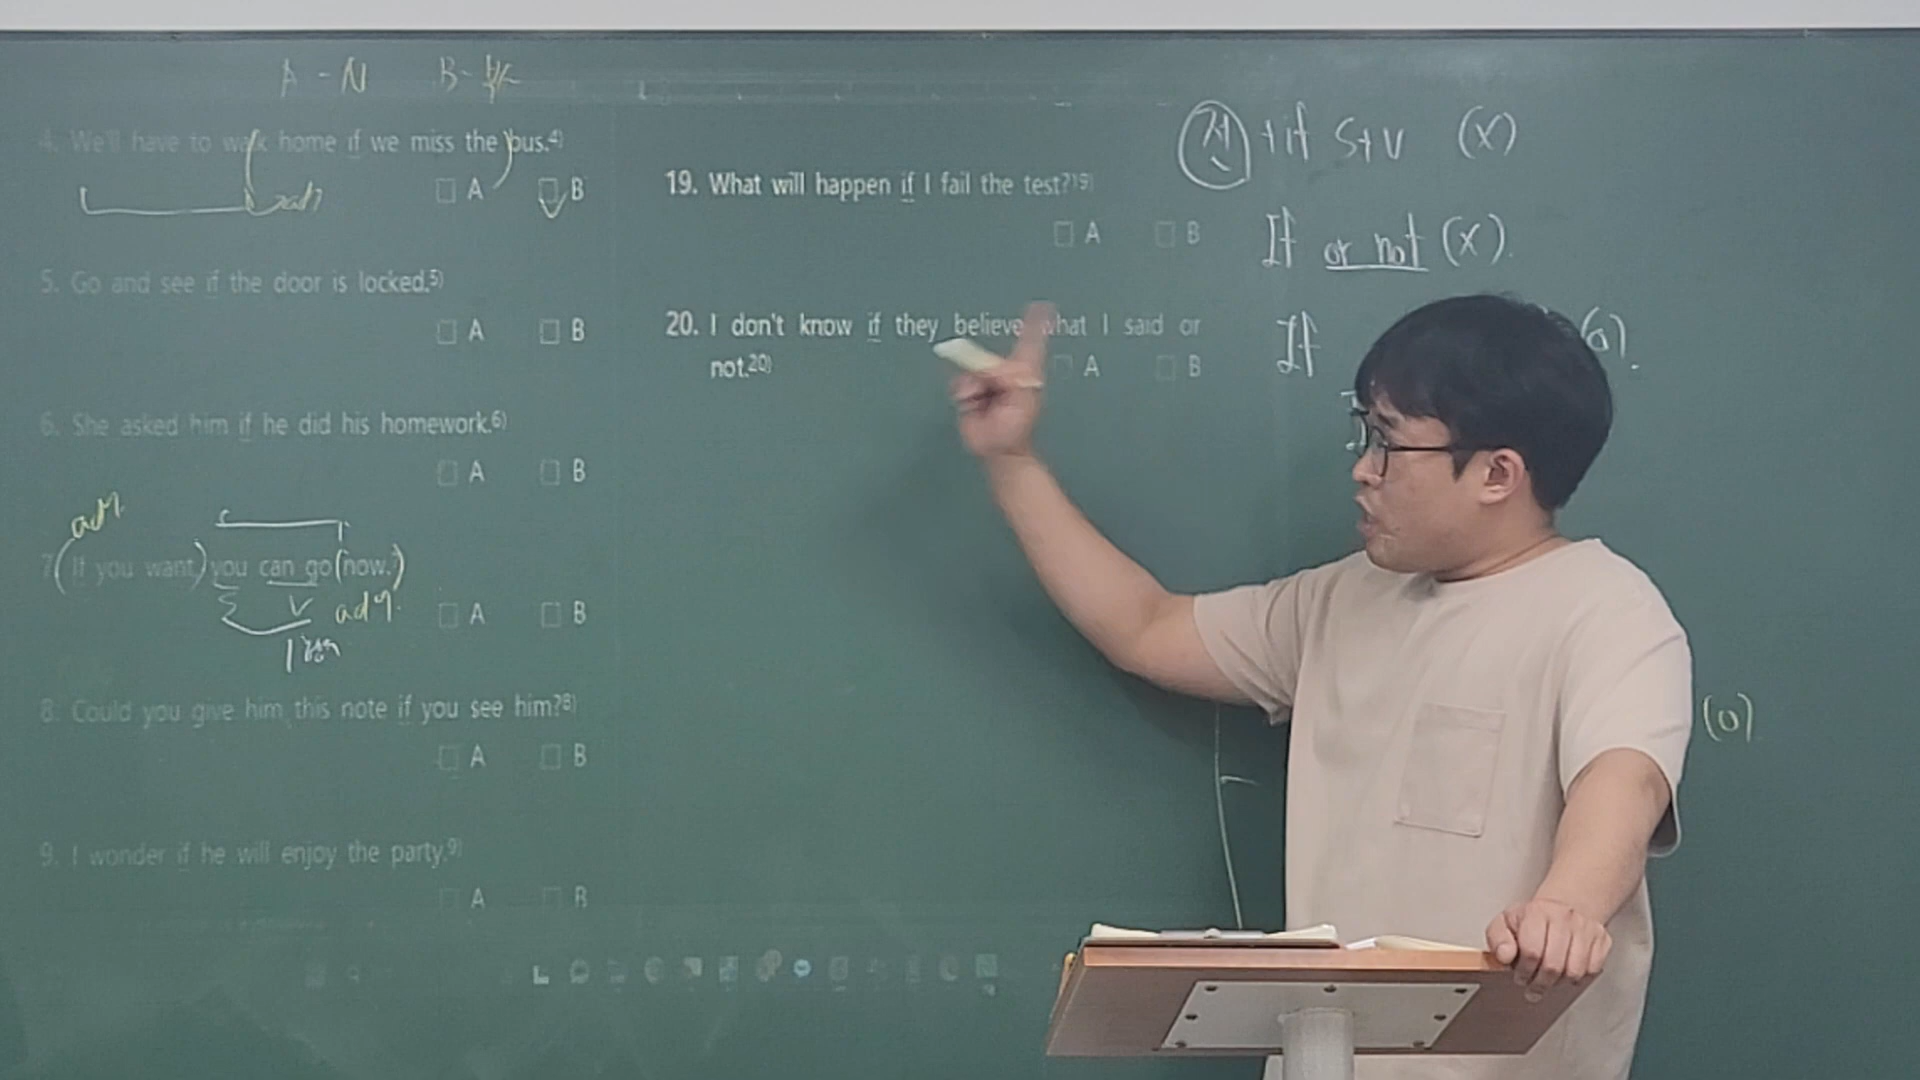 A - N B - 부
4. We'll have to walk home if we miss the bus.4)
A B
5. Go and see if the door is locked.5)
A B
6. She asked him if he did his homework.6)
A B
7. If you want, you can go now.7)
S V adv.
A B
8. Could you give him this note if you see him?8)
A B
9. I wonder if he will enjoy the party.9)
A B
19. What will happen if I fail the test?19)
A B
20. I don't know if they believe what I said or
not.20)
A B
전 + if S+V (X)
If or not (X).
If (o).
(o)